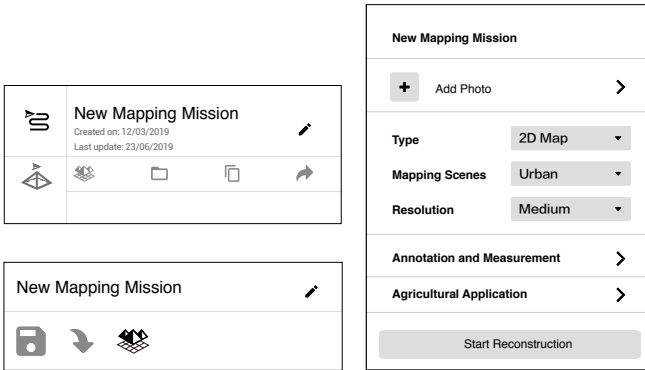 New Mapping Mission
Created on: 12/03/2019
Last update: 23/06/2019
New Mapping Mission
New Mapping Mission
Add Photo
Type 2D Map
Mapping Scenes Urban
Resolution Medium
Annotation and Measurement
Agricultural Application
Start Reconstruction